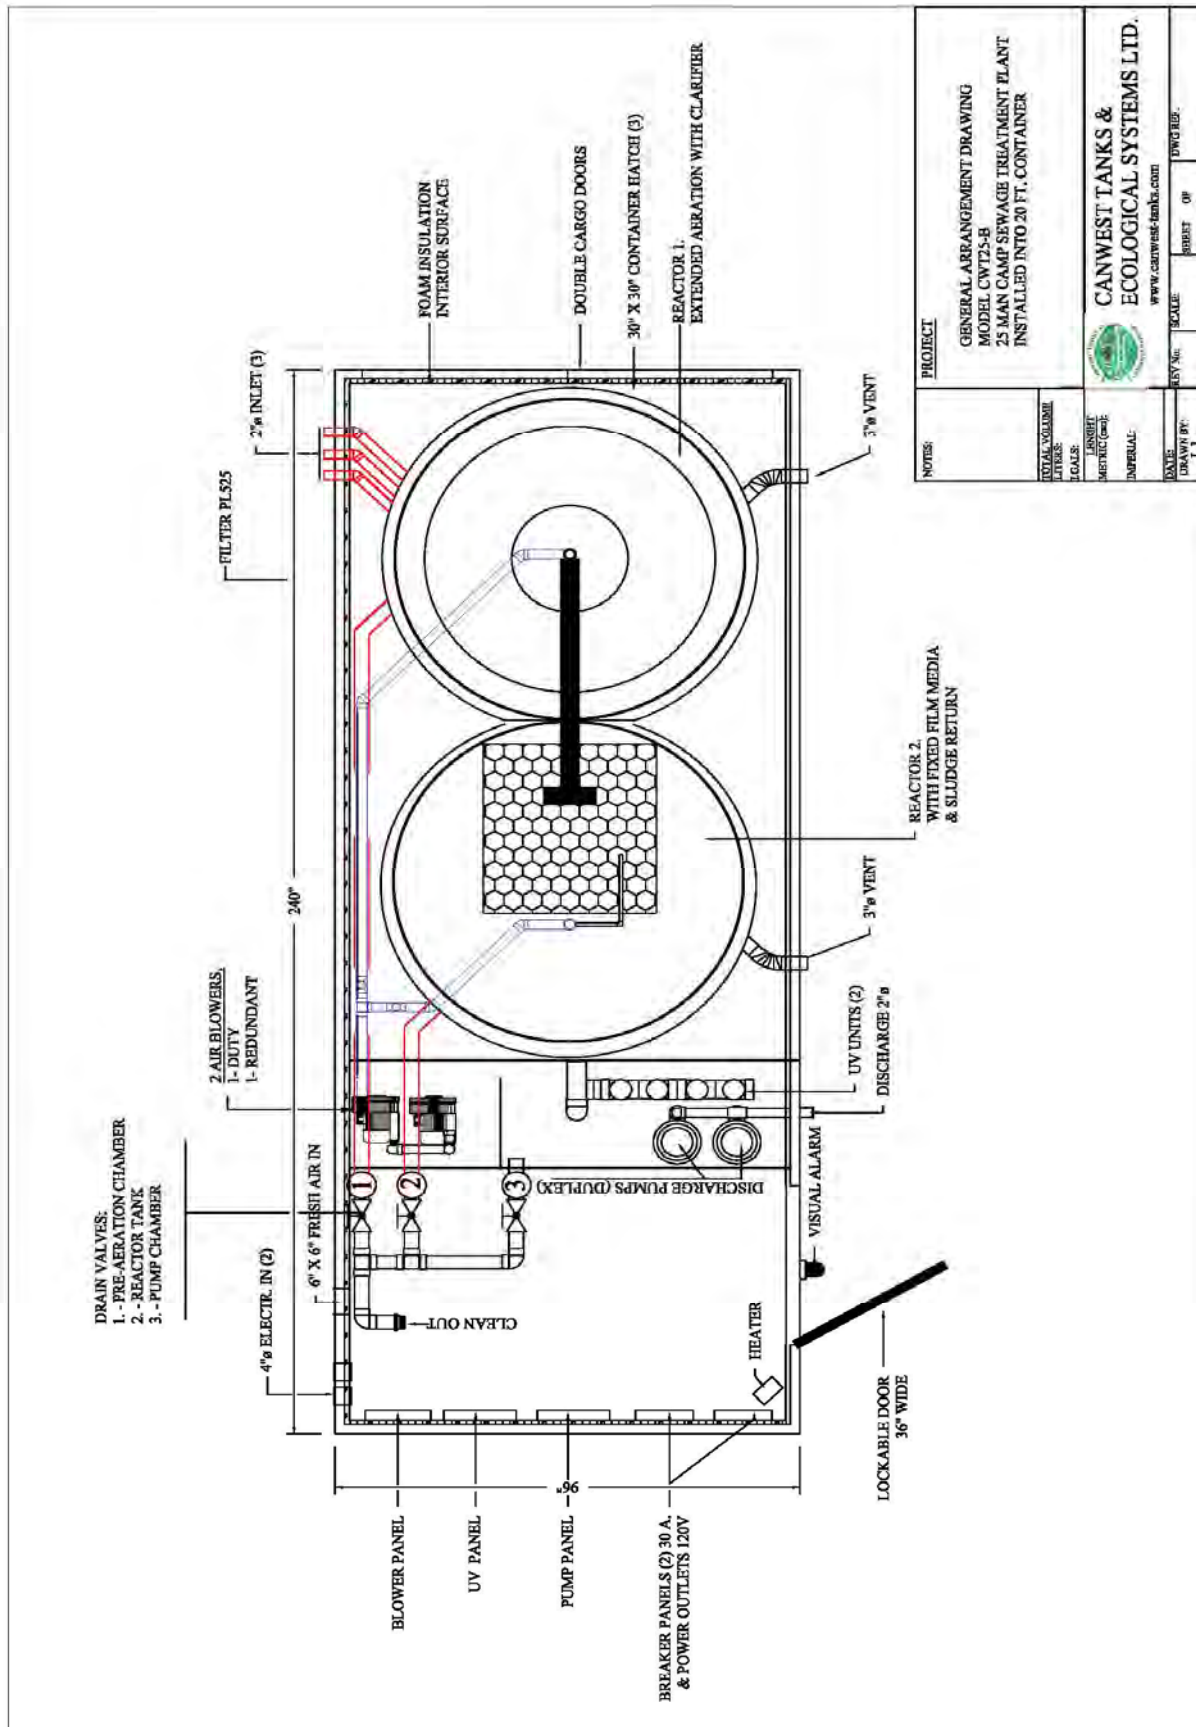 DRAIN VALVES:
1. - PRE-AERATION CHAMBER
2. - REACTOR TANK
3. - PUMP CHAMBER
4"ø ELECTR. IN (2)
6" X 6" FRESH AIR IN
2 AIR BLOWERS,
1- DUTY
1- REDUNDANT
240"
FILTER PL525
2"ø INLET (3)
FOAM INSULATION
INTERIOR SURFACE
DOUBLE CARGO DOORS
30" X 30" CONTAINER HATCH (3)
REACTOR 1.
EXTENDED AERATION WITH CLARIFIER
1
2
3
CLEAN OUT
DISCHARGE PUMPS (DUPLEX)
BLOWER PANEL
UV PANEL
PUMP PANEL
BREAKER PANELS (2) 30 A.
& POWER OUTLETS 120V
96"
HEATER
LOCKABLE DOOR
36" WIDE
VISUAL ALARM
DISCHARGE 2"ø
UV UNITS (2)
3"ø VENT
REACTOR 2.
WITH FIXED FILM MEDIA
& SLUDGE RETURN
3"ø VENT
NOTES:
TOTAL VOLUME
LITERS:
I.GALS:
LENGHT
METRIC (cm):
IMPERIAL:
DATE:
DRAWN BY:
PROJECT
GENERAL ARRANGEMENT DRAWING
MODEL CWT25-B
25 MAN CAMP SEWAGE TREATMENT PLANT
INSTALLED INTO 20 FT. CONTAINER
CANWEST TANKS &
ECOLOGICAL SYSTEMS LTD.
www.canwest-tanks.com
REV No:
SCALE:
SHEET OF
DWG REF.